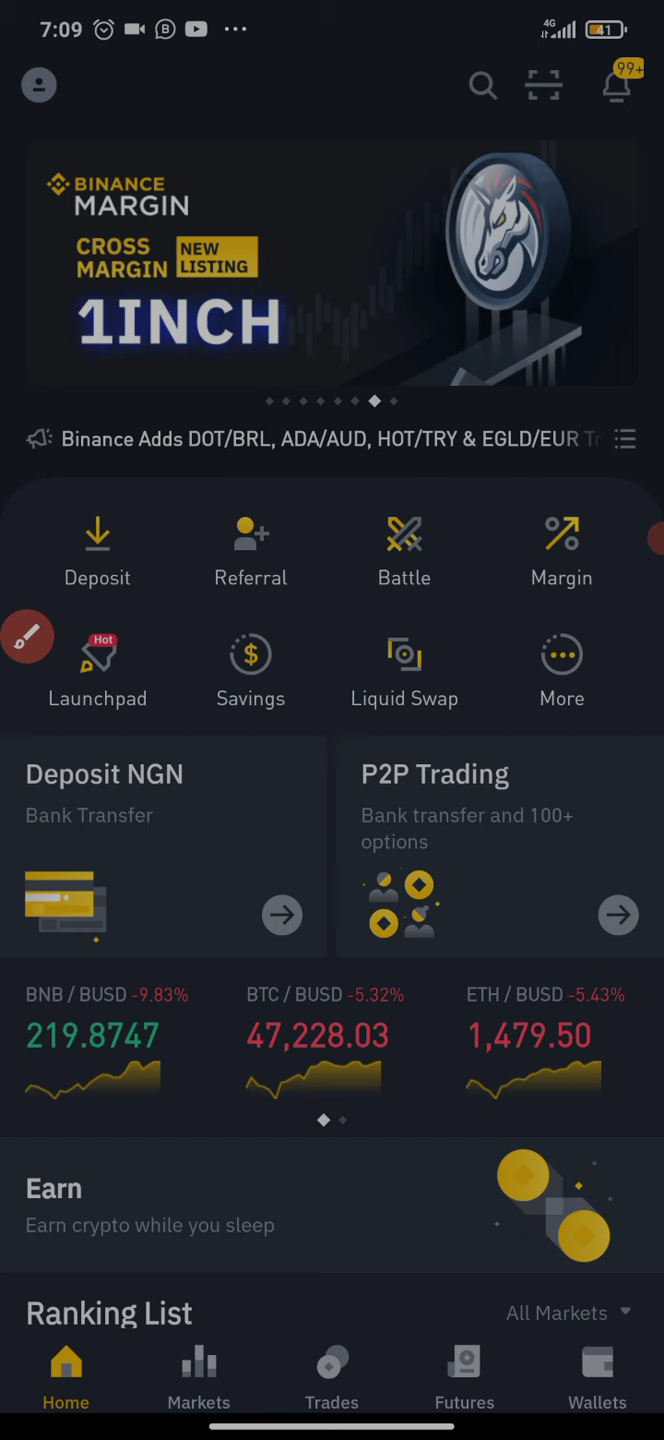 7:09
4G
41
99+
BINANCE
MARGIN
CROSS
MARGIN
NEW
LISTING
1INCH
Binance Adds DOT/BRL, ADA/AUD, HOT/TRY & EGLD/EUR Tr
Deposit
Referral
Battle
Margin
Hot
Launchpad
Savings
Liquid Swap
More
Deposit NGN
Bank Transfer
P2P Trading
Bank transfer and 100+
options
BNB / BUSD -9.83%
BTC / BUSD -5.32%
ETH / BUSD -5.43%
219.8747
47,228.03
1,479.50
Earn
Earn crypto while you sleep
Ranking List
All Markets
Home
Markets
Trades
Futures
Wallets